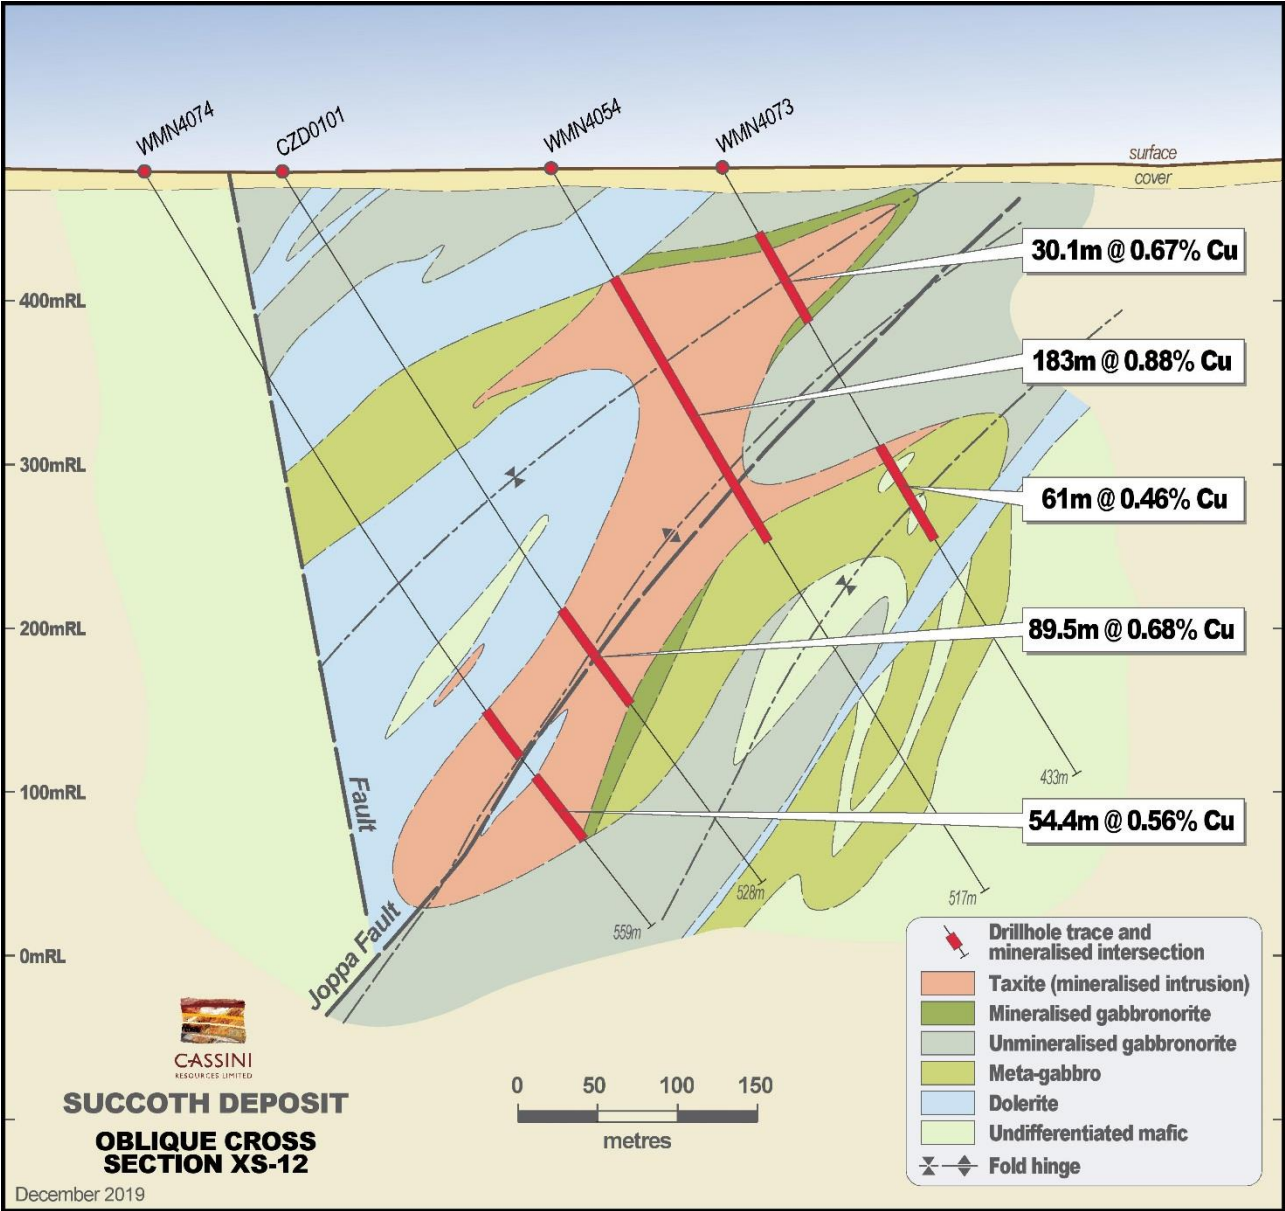 WMN4074
CZD0101
WMN4054
WMN4073
surface
cover
30.1m @ 0.67% Cu
400mRL
183m @ 0.88% Cu
300mRL
61m @ 0.46% Cu
200mRL
89.5m @ 0.68% Cu
100mRL
433m
Fault
54.4m @ 0.56% Cu
528m
517m
559m
Joppa Fault
0mRL
Drillhole trace and
mineralised intersection
Taxite (mineralised intrusion)
Mineralised gabbronorite
Unmineralised gabbronorite
Meta-gabbro
Dolerite
Undifferentiated mafic
Fold hinge
CASSINI
RESOURCES LIMITED
SUCCOTH DEPOSIT
OBLIQUE CROSS
SECTION XS-12
0 50 100 150
metres
December 2019